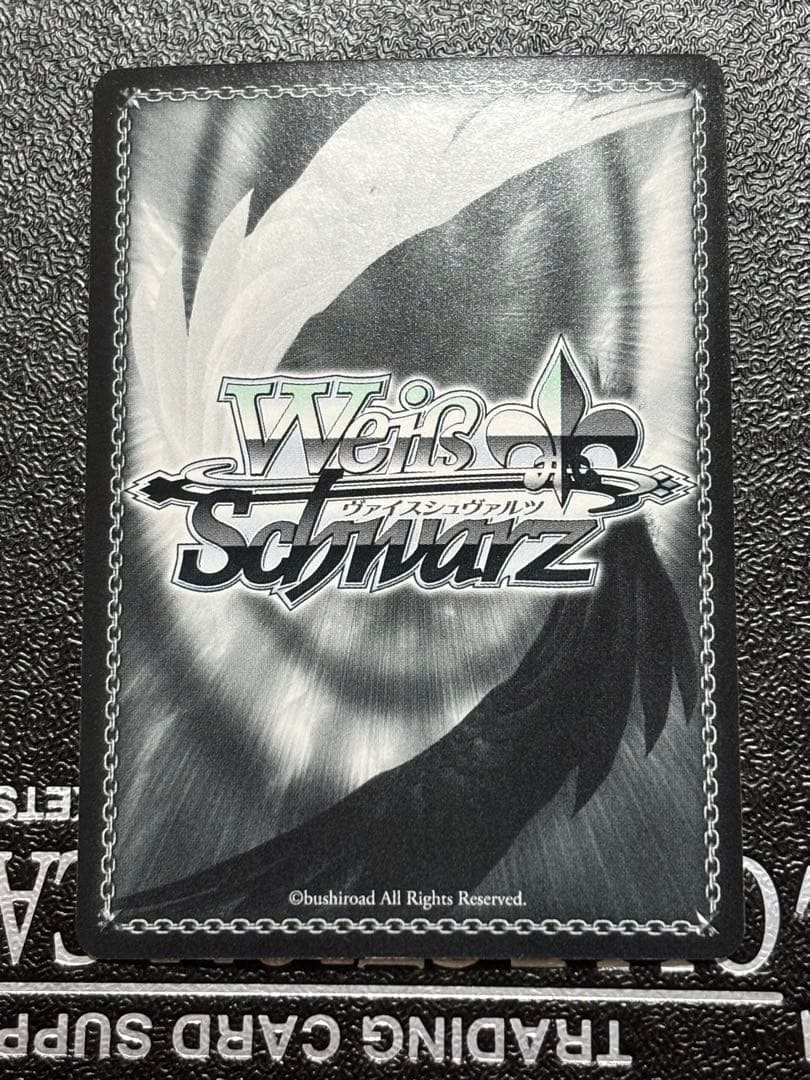 Weiß
ヴァイスシュヴァルツ
Schwarz
©bushiroad All Rights Reserved.
TRADING CARD SUPP